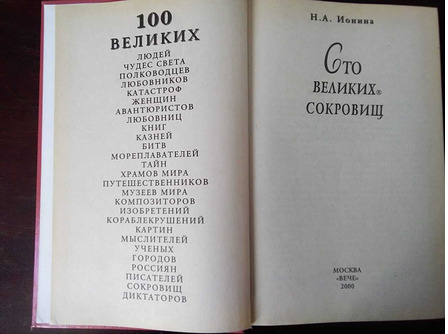 100
ВЕЛИКИХ
ЛЮДЕЙ
ЧУДЕС СВЕТА
ПОЛКОВОДЦЕВ
ЛЮБОВНИКОВ
КАТАСТРОФ
ЖЕНЩИН
АВАНТЮРИСТОВ
ЛЮБОВНИЦ
КНИГ
КАЗНЕЙ
БИТВ
МОРЕПЛАВАТЕЛЕЙ
ТАЙН
ХРАМОВ МИРА
ПУТЕШЕСТВЕННИКОВ
МУЗЕЕВ МИРА
КОМПОЗИТОРОВ
ИЗОБРЕТЕНИЙ
КОРАБЛЕКРУШЕНИЙ
КАРТИН
МЫСЛИТЕЛЕЙ
УЧЕНЫХ
ГОРОДОВ
РОССИЯН
ПИСАТЕЛЕЙ
СОКРОВИЩ
ДИКТАТОРОВ
Н.А. Ионина
СТО
ВЕЛИКИХ®
СОКРОВИЩ
МОСКВА
«ВЕЧЕ»
2000